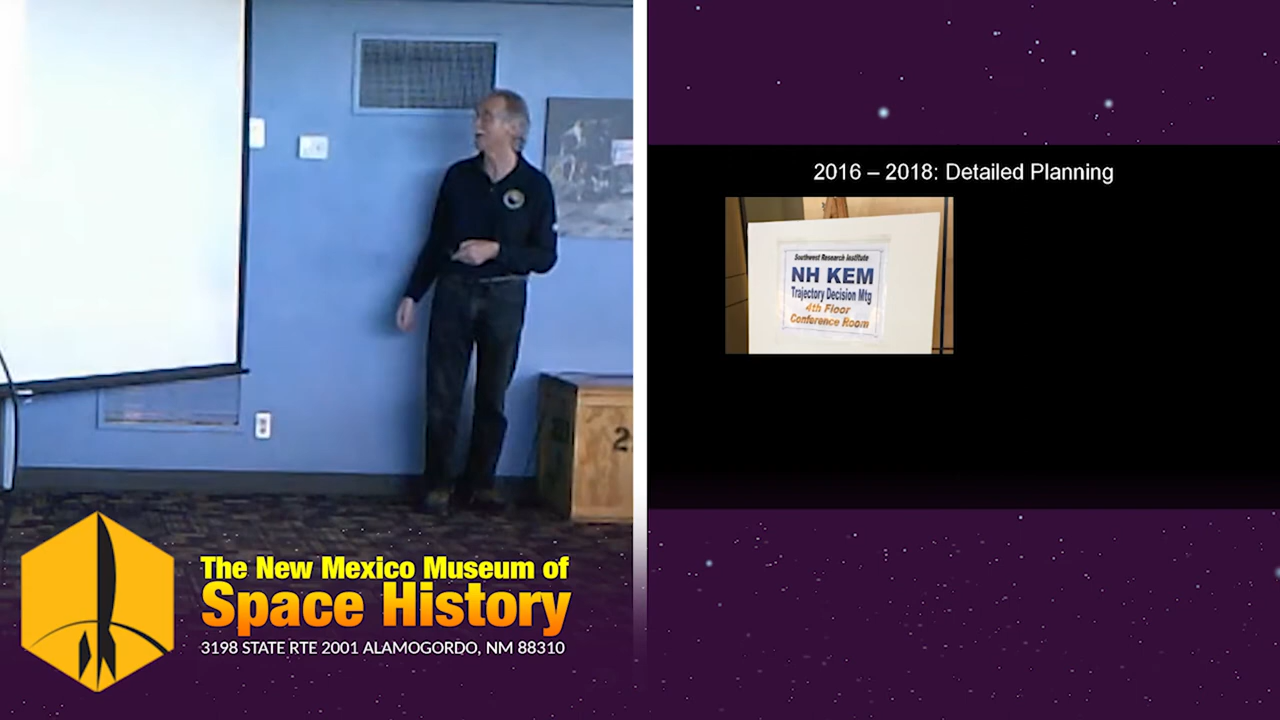 The New Mexico Museum of
Space History
3198 STATE RTE 2001 ALAMOGORDO, NM 88310
2016 – 2018: Detailed Planning
Southwest Research Institute
NH KEM
Trajectory Decision Mtg
4th Floor
Conference Room